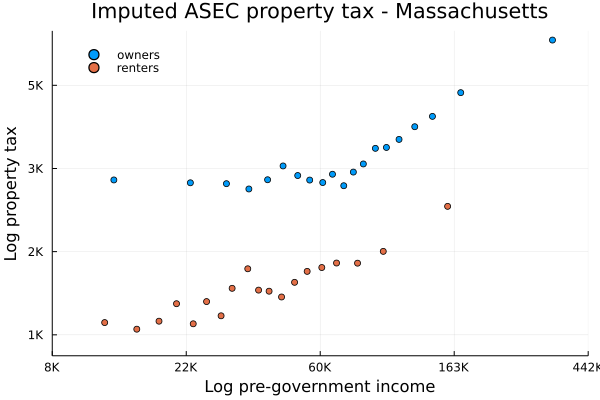 Imputed ASEC property tax - Massachusetts
owners
renters
5K
3K
2K
1K
Log property tax
8K 22K 60K 163K 442K
Log pre-government income